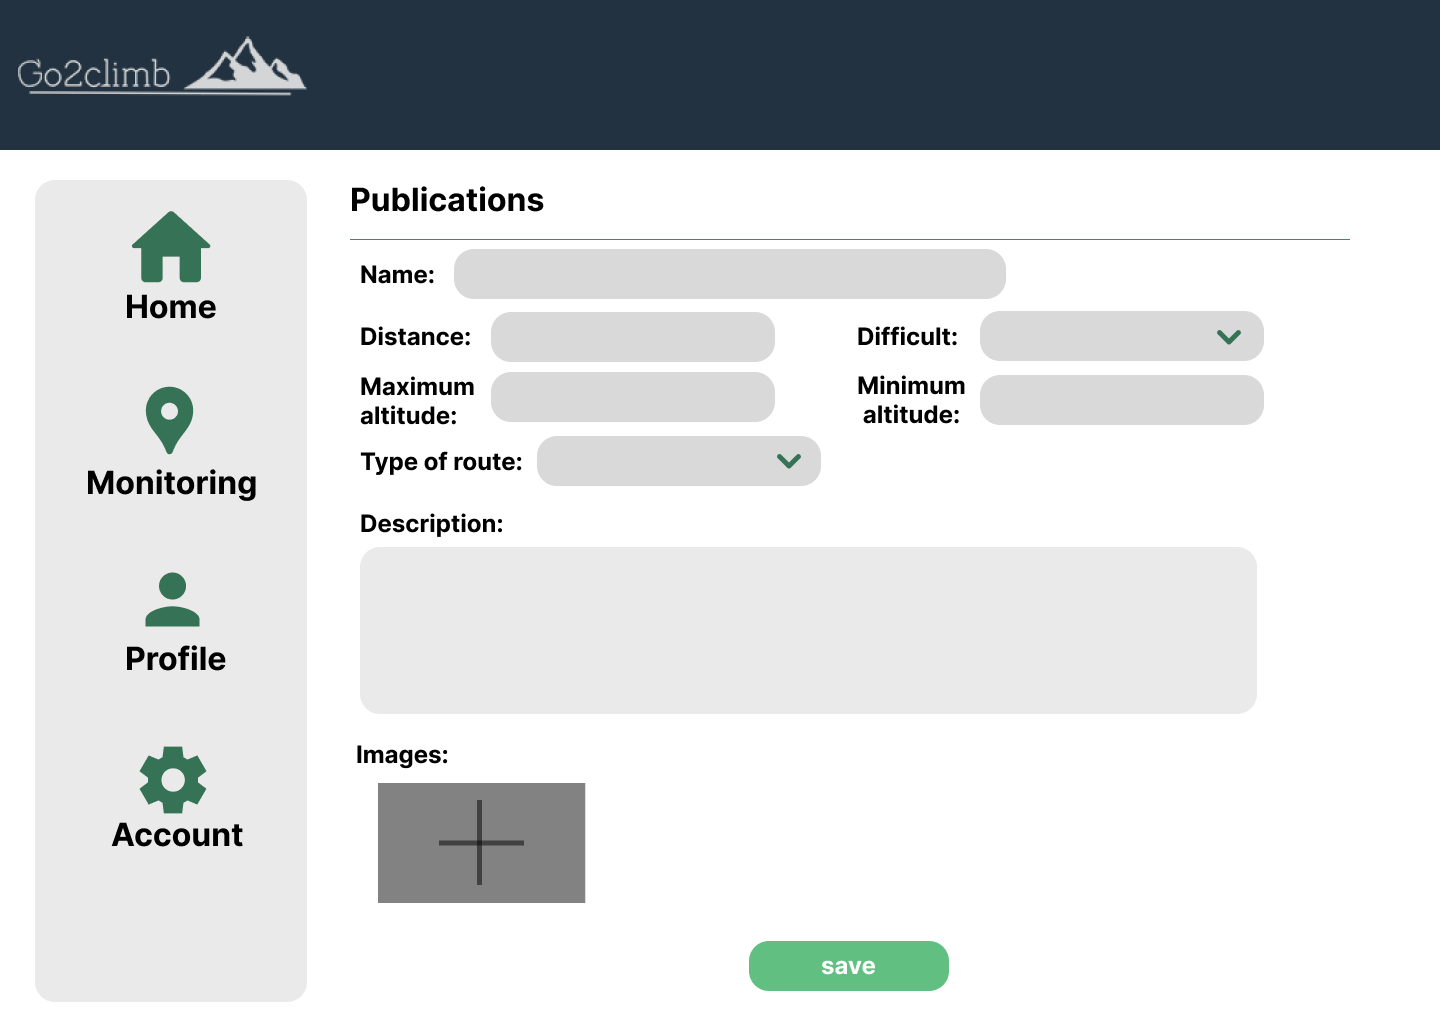 Go2climb
Publications
Home
Monitoring
Profile
Account
Name:
Distance:
Difficult:
Maximum
altitude:
Minimum
altitude:
Type of route:
Description:
Images:
save